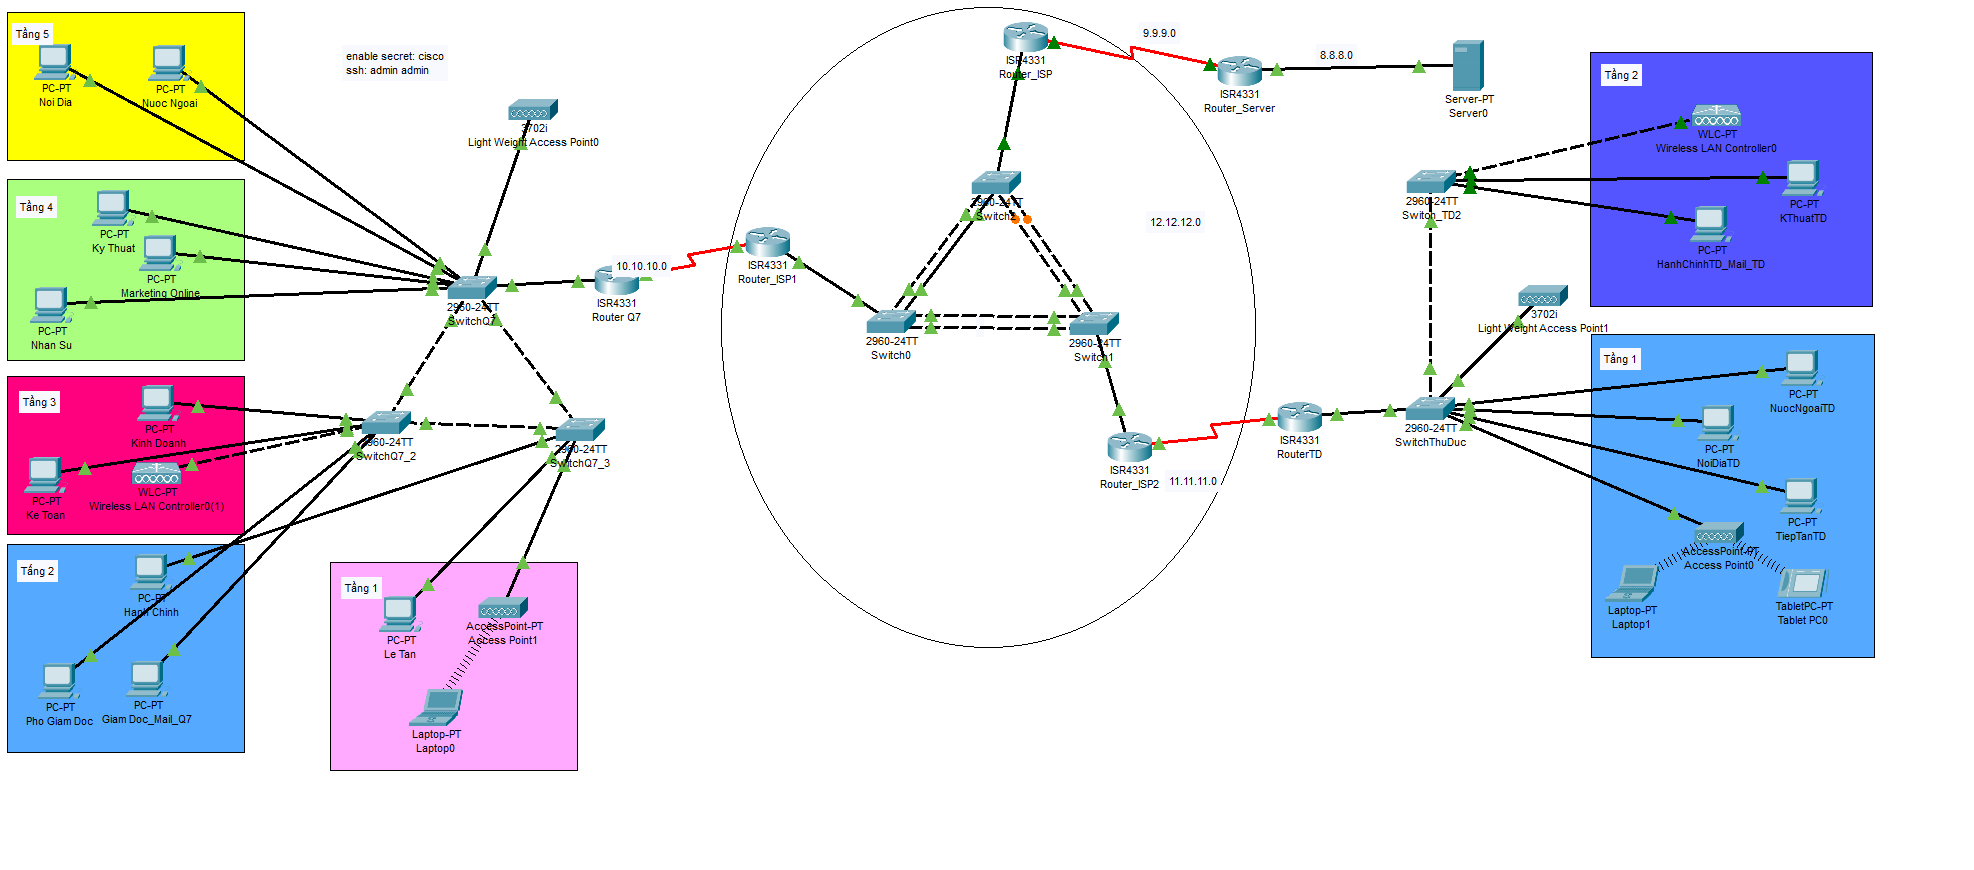 Tầng 5
PC-PT
Noi Dia
PC-PT
Nuoc Ngoai
enable secret: cisco
ssh: admin admin
3702i
Light Weight Access Point0
Tầng 4
PC-PT
Ky Thuat
PC-PT
Marketing Online
PC-PT
Nhan Su
2960-24TT
SwitchQ7
10.10.10.0
ISR4331
Router Q7
Tầng 3
PC-PT
Kinh Doanh
PC-PT
Ke Toan
WLC-PT
Wireless LAN Controller0(1)
2960-24TT
SwitchQ7_2
2960-24TT
SwitchQ7_3
Tầng 2
PC-PT
Hanh Chinh
PC-PT
Pho Giam Doc
PC-PT
Giam Doc_Mail_Q7
Tầng 1
PC-PT
Le Tan
AccessPoint-PT
Access Point1
Laptop-PT
Laptop0
ISR4331
Router_ISP
9.9.9.0
ISR4331
Router_Server
8.8.8.0
Server-PT
Server0
2960-24TT
Switch2
12.12.12.0
ISR4331
Router_ISP1
2960-24TT
Switch0
2960-24TT
Switch1
ISR4331
Router_ISP2
11.11.11.0
ISR4331
RouterTD
Tầng 2
WLC-PT
Wireless LAN Controller0
2960-24TT
Switch_TD2
PC-PT
KThuatTD
PC-PT
HanhChinhTD_Mail_TD
3702i
Light Weight Access Point1
2960-24TT
SwitchThuDuc
Tầng 1
PC-PT
NuocNgoaiTD
PC-PT
NoiDiaTD
PC-PT
TiepTanTD
AccessPoint-PT
Access Point0
Laptop-PT
Laptop1
TabletPC-PT
Tablet PC0